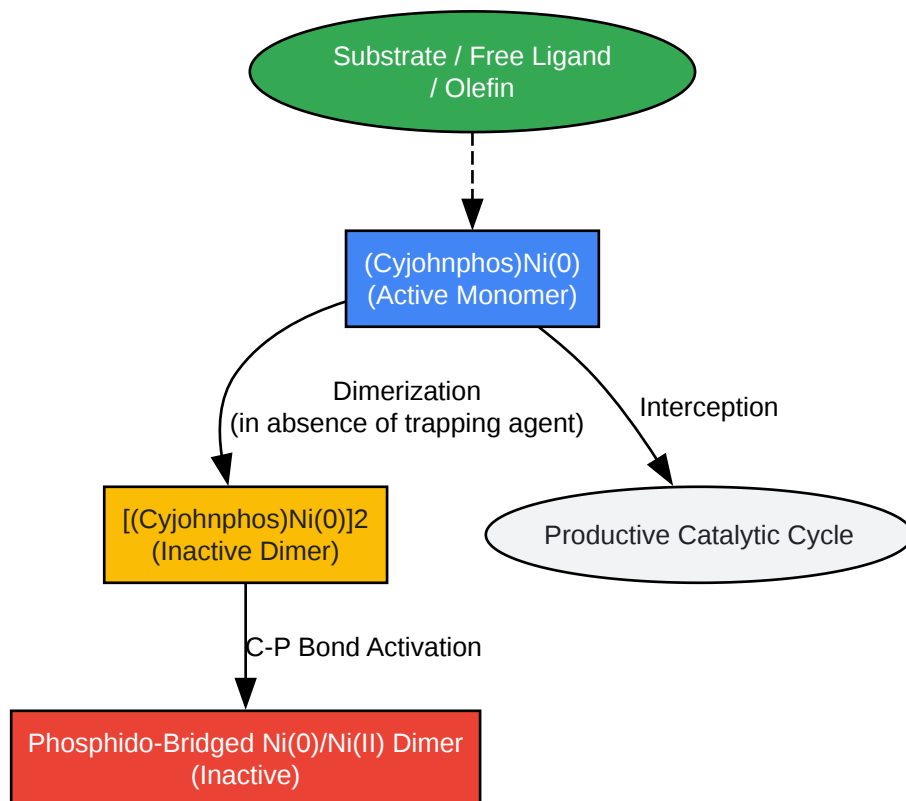 Substrate / Free Ligand
/ Olefin
(Cyjohnphos)Ni(0)
(Active Monomer)
Dimerization
(in absence of trapping agent)
Interception
[(Cyjohnphos)Ni(0)]2
(Inactive Dimer)
Productive Catalytic Cycle
C-P Bond Activation
Phosphido-Bridged Ni(0)/Ni(II) Dimer
(Inactive)